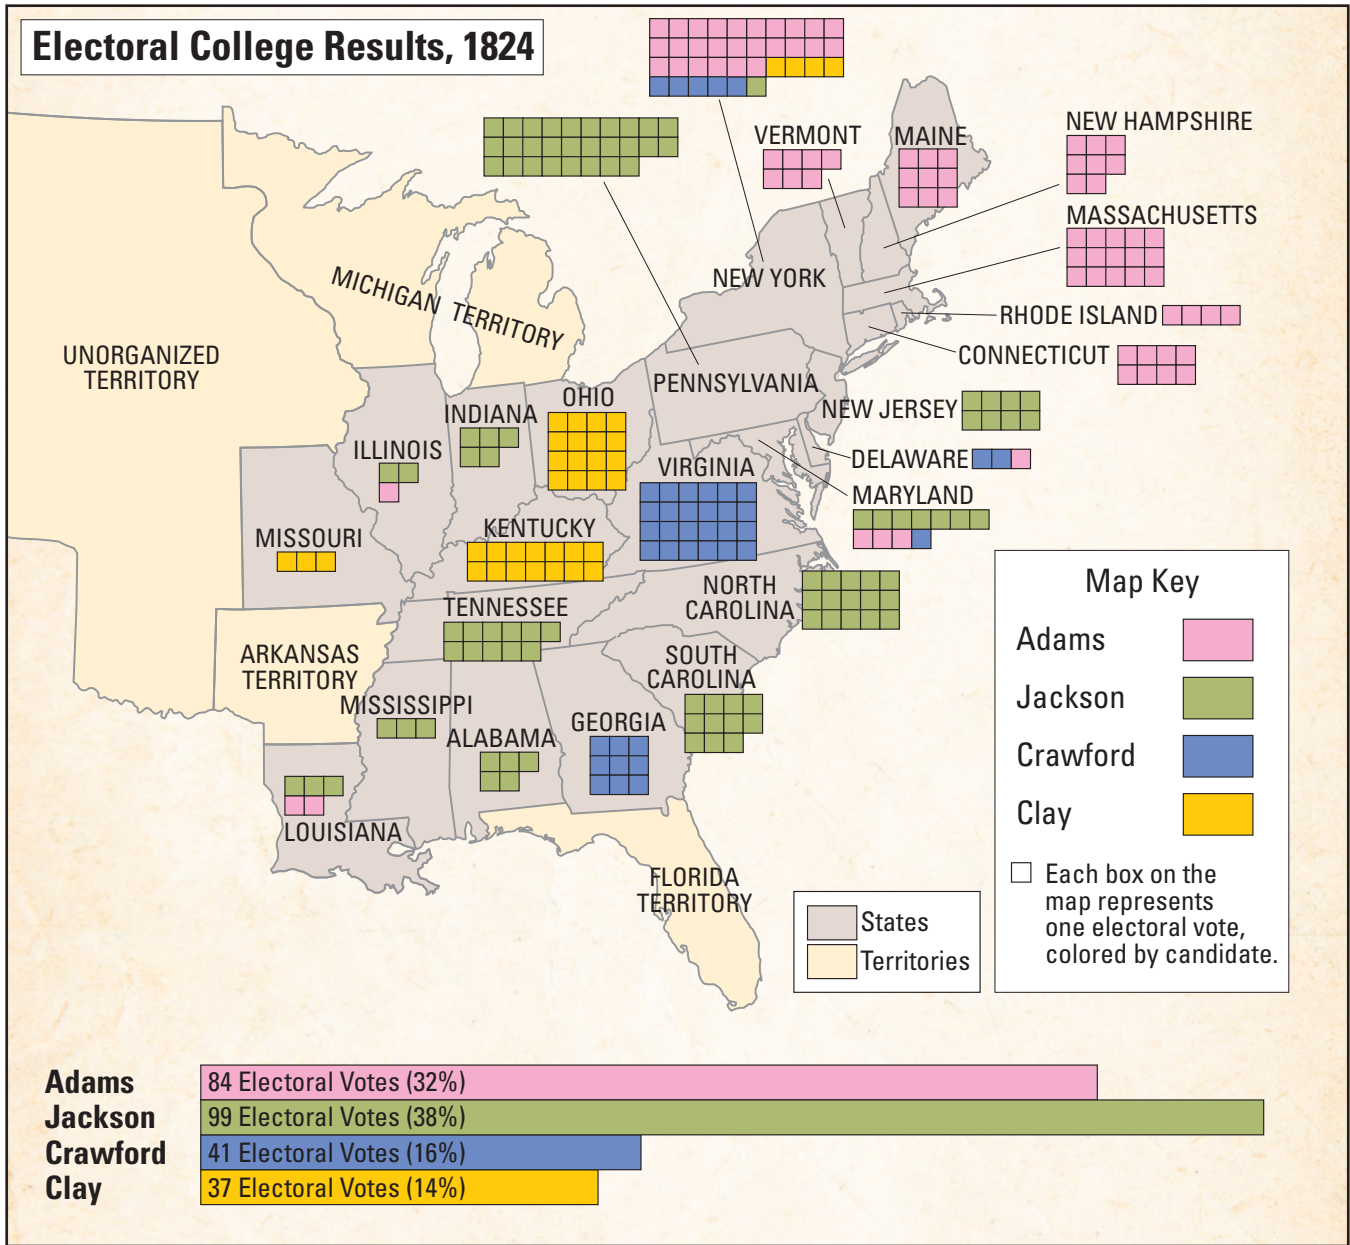 Electoral College Results, 1824
VERMONT
MAINE
NEW HAMPSHIRE
MASSACHUSETTS
NEW YORK
RHODE ISLAND
CONNECTICUT
MICHIGAN TERRITORY
UNORGANIZED
TERRITORY
PENNSYLVANIA
NEW JERSEY
OHIO
INDIANA
ILLINOIS
DELAWARE
VIRGINIA
MARYLAND
MISSOURI
KENTUCKY
NORTH
CAROLINA
TENNESSEE
ARKANSAS
TERRITORY
SOUTH
CAROLINA
MISSISSIPPI
ALABAMA
GEORGIA
LOUISIANA
FLORIDA
TERRITORY
Map Key
Adams
Jackson
Crawford
Clay
Each box on the
map represents
one electoral vote,
colored by candidate.
States
Territories
Adams 84 Electoral Votes (32%)
Jackson 99 Electoral Votes (38%)
Crawford 41 Electoral Votes (16%)
Clay 37 Electoral Votes (14%)